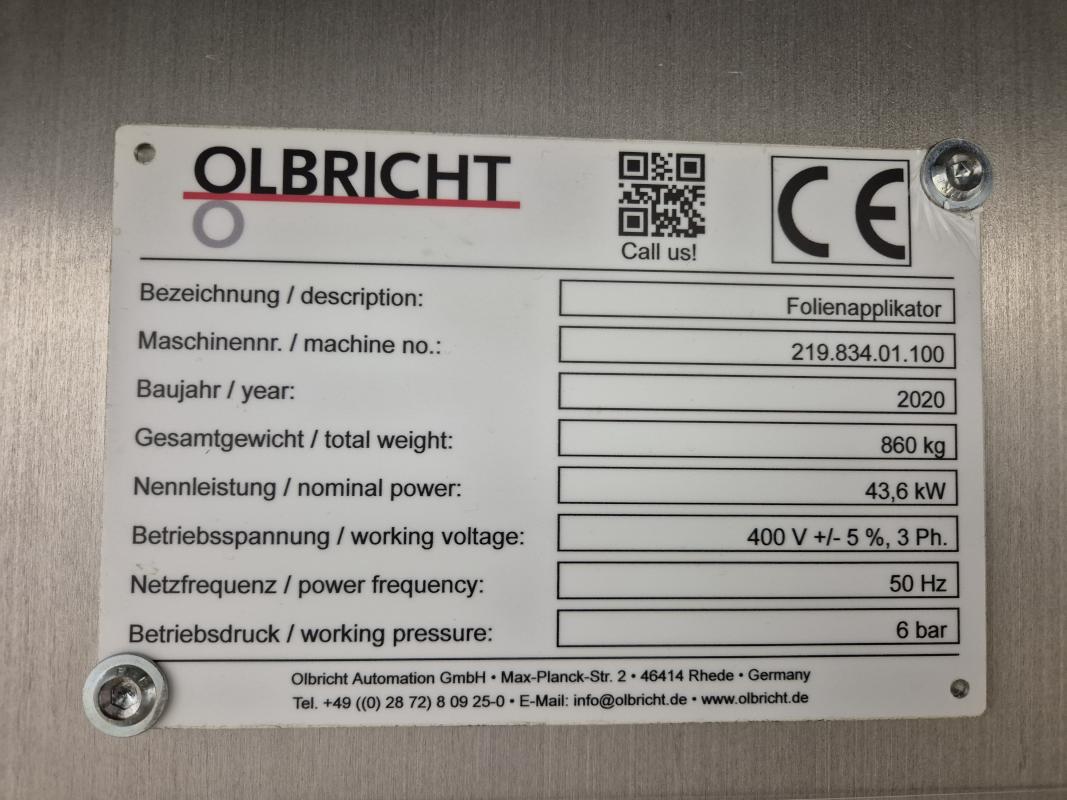 OLBRICHT
Call us!
CE
Bezeichnung / description: Folienapplikator
Maschinennr. / machine no.: 219.834.01.100
Baujahr / year: 2020
Gesamtgewicht / total weight: 860 kg
Nennleistung / nominal power: 43,6 kW
Betriebsspannung / working voltage: 400 V +/- 5 %, 3 Ph.
Netzfrequenz / power frequency: 50 Hz
Betriebsdruck / working pressure: 6 bar
Olbricht Automation GmbH • Max-Planck-Str. 2 • 46414 Rhede • Germany
Tel. +49 ((0) 28 72) 8 09 25-0 • E-Mail: info@olbricht.de • www.olbricht.de